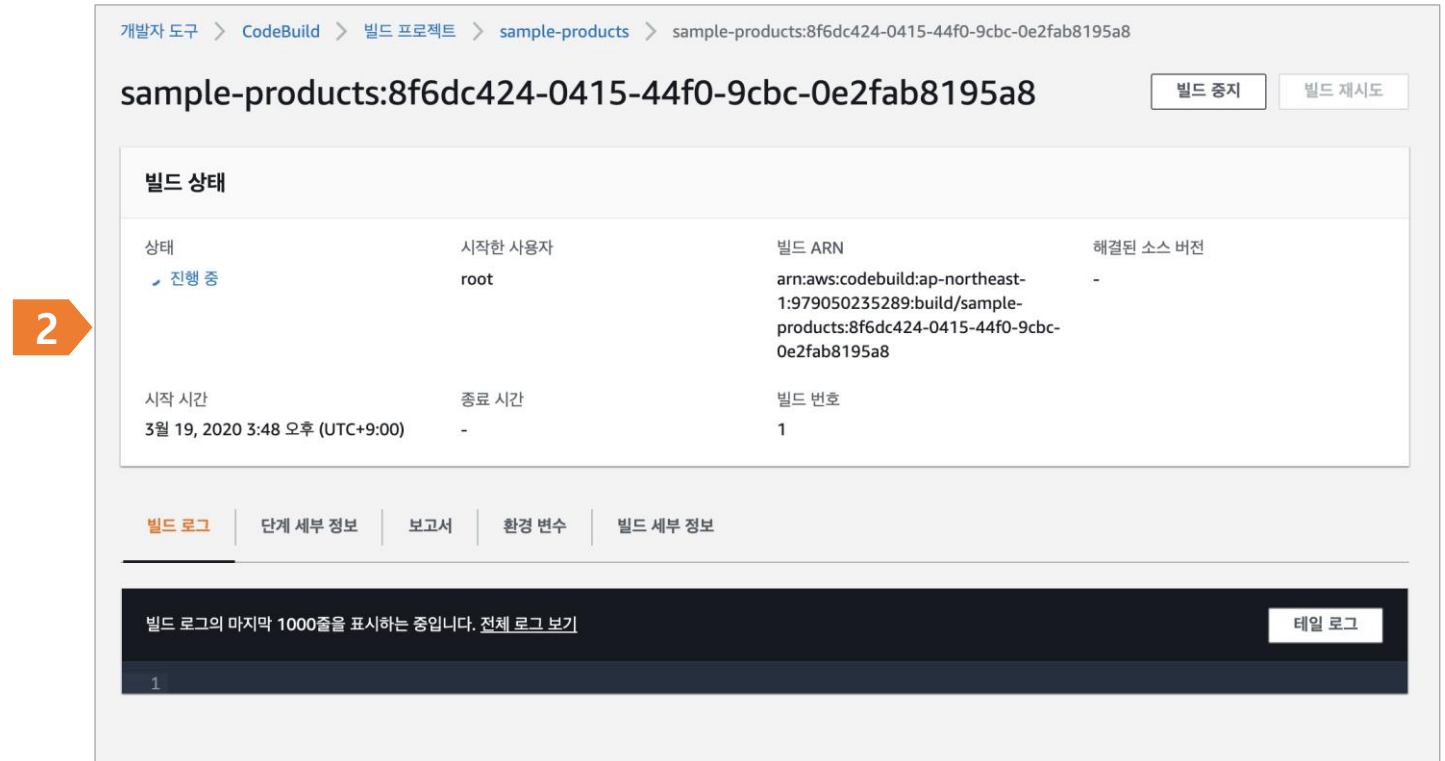 개발자 도구 > CodeBuild > 빌드 프로젝트 > sample-products > sample-products:8f6dc424-0415-44f0-9cbc-0e2fab8195a8
sample-products:8f6dc424-0415-44f0-9cbc-0e2fab8195a8
빌드 중지 빌드 재시도
빌드 상태
상태 시작한 사용자 빌드 ARN 해결된 소스 버전
진행 중 root arn:aws:codebuild:ap-northeast- -
1:979050235289:build/sample-
2
products:8f6dc424-0415-44f0-9cbc-
0e2fab8195a8
시작 시간 종료 시간 빌드 번호
3월 19, 2020 3:48 오후 (UTC+9:00) - 1
빌드 로그 단계 세부 정보 보고서 환경 변수 빌드 세부 정보
빌드 로그의 마지막 1000줄을 표시하는 중입니다. 전체 로그 보기 테일 로그
1